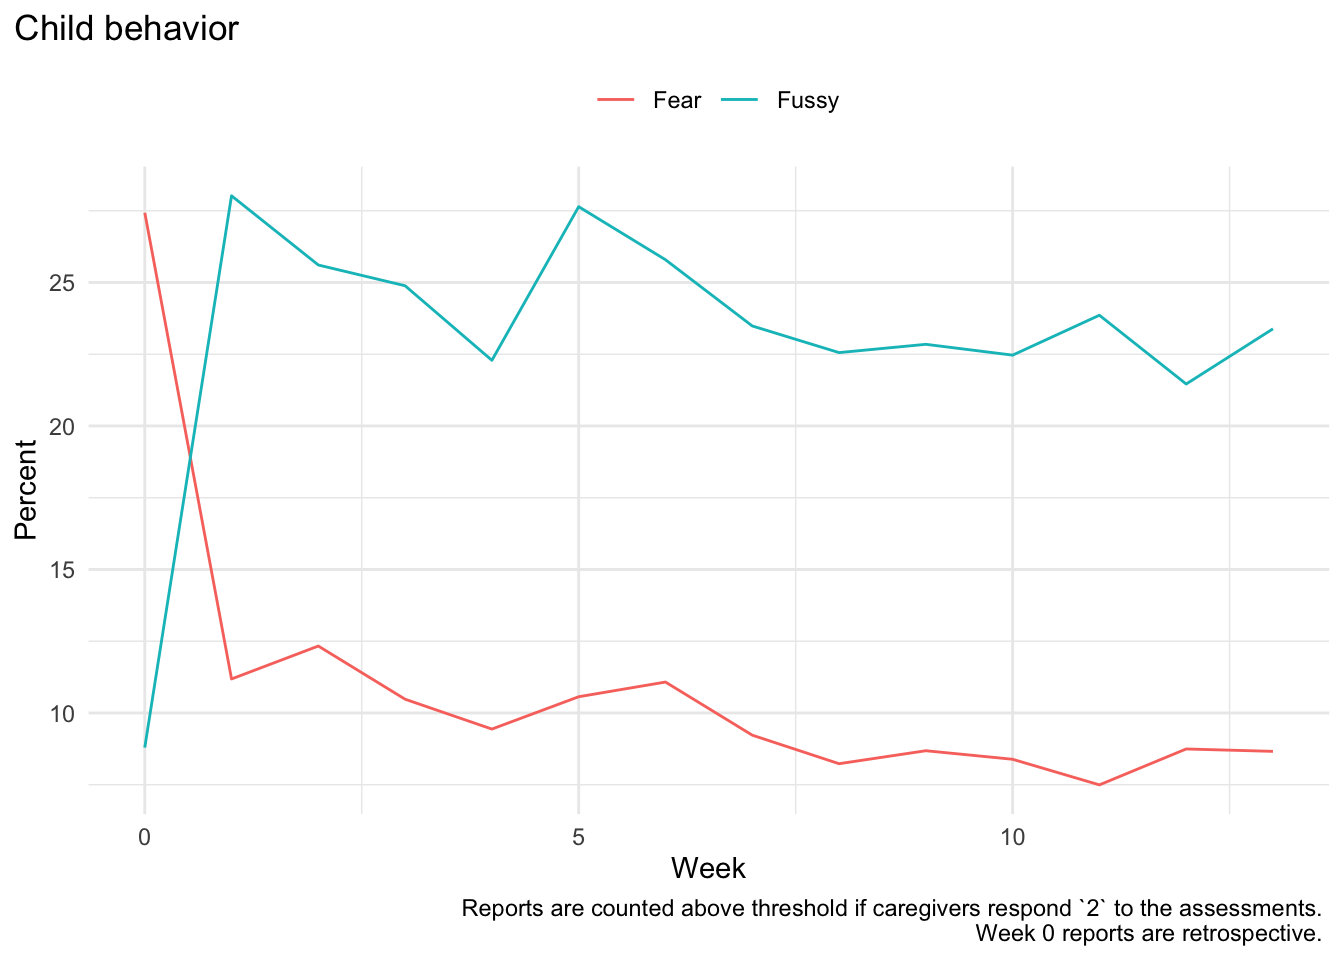 Child behavior
Fear Fussy
25
20
15
10
Percent
0 5 10
Week
Reports are counted above threshold if caregivers respond `2` to the assessments.
Week 0 reports are retrospective.